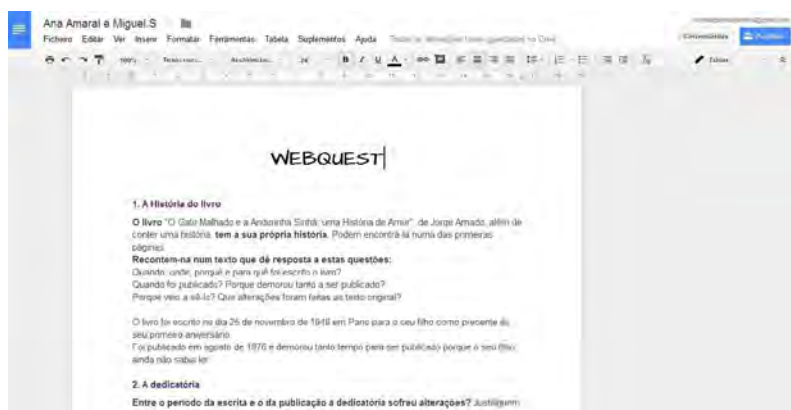 Ana Amaral e Miguel.S
Ficheiro Editar Ver Inserir Formatar Ferramentas Tabela Suplementos Ajuda
Comentários
100%
B I U A
Editar
WEBQUEST
1. A História do livro
O livro "O Gato Malhado e a Andorinha Sinhá: uma História de Amor", de Jorge Amado, além de
conter uma história, tem a sua própria história. Podem encontrá-la numa das primeiras
páginas.
Recontem-na num texto que dê resposta a estas questões:
Quando, onde, porquê e para quê foi escrito o livro?
Quando foi publicado? Porque demorou tanto a ser publicado?
Porque veio a sê-lo? Que alterações foram feitas ao texto original?
O livro foi escrito no dia 25 de novembro de 1948 em Paris para o seu filho como presente do
seu primeiro aniversário.
Foi publicado em agosto de 1976 e demorou tanto tempo para ser publicado porque o seu filho
ainda não sabia ler.
2. A dedicatória
Entre o período da escrita e o da publicação a dedicatória sofreu alterações? Justifiquem